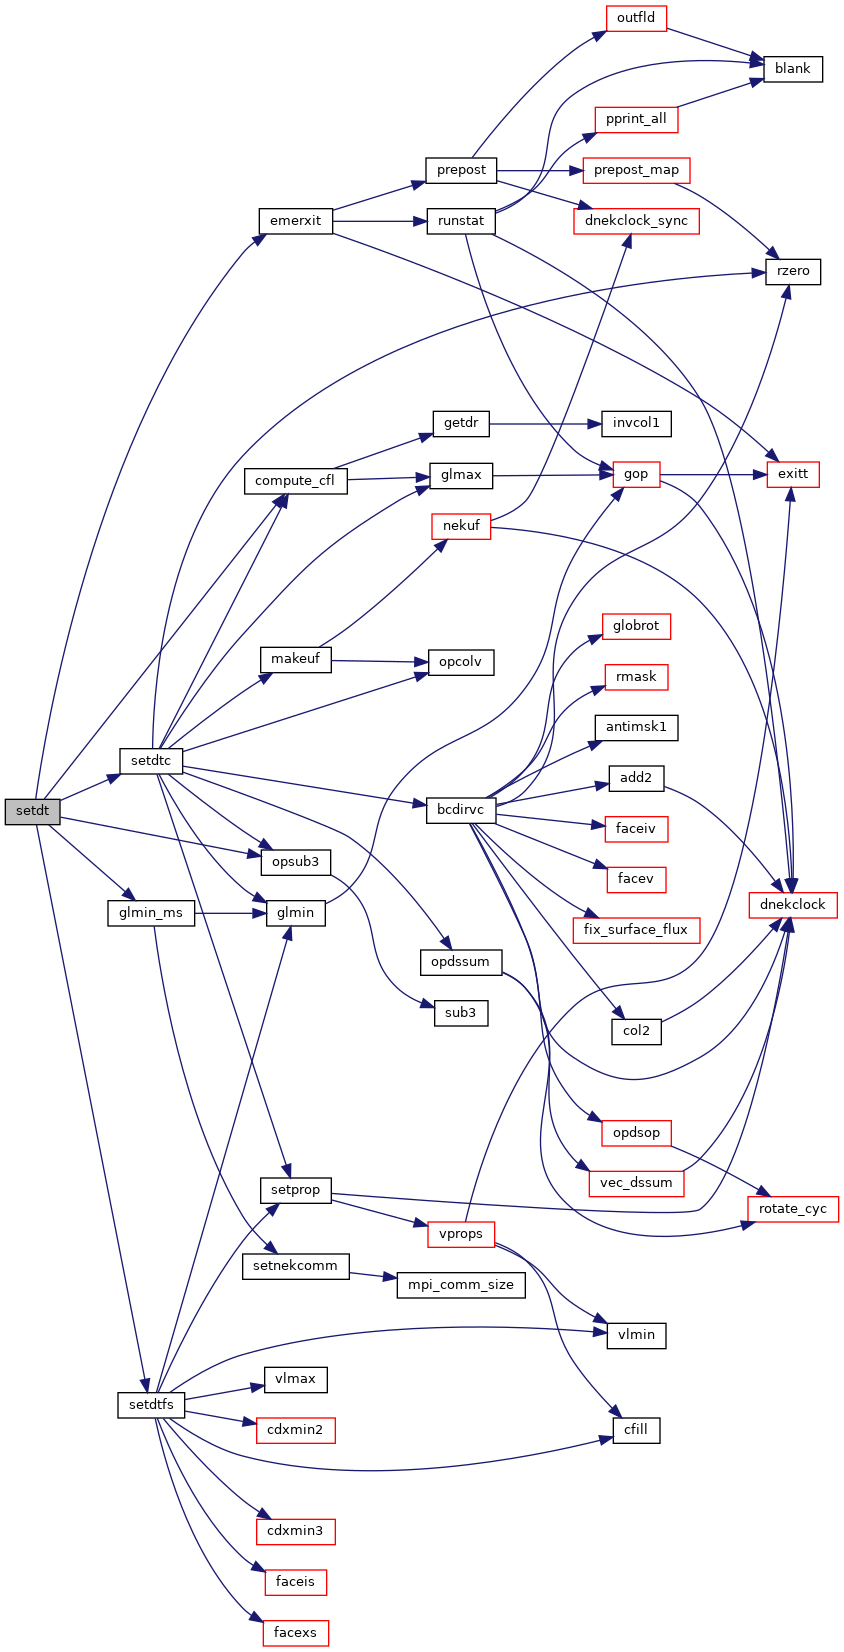 outfld
blank
pprint_all
prepost
prepost_map
emerxit
runstat
dnekclock_sync
rzero
getdr
invcol1
compute_cfl
glmax
gop
exitt
nekuf
globrot
makeuf
opcolv
rmask
antimsk1
setdtc
add2
setdt
bcdirvc
faceiv
opsub3
facev
glmin_ms
glmin
dnekclock
fix_surface_flux
opdssum
sub3
col2
opdsop
setprop
vec_dssum
rotate_cyc
vprops
setnekcomm
mpi_comm_size
vlmin
vlmax
setdtfs
cdxmin2
cfill
cdxmin3
faceis
facexs